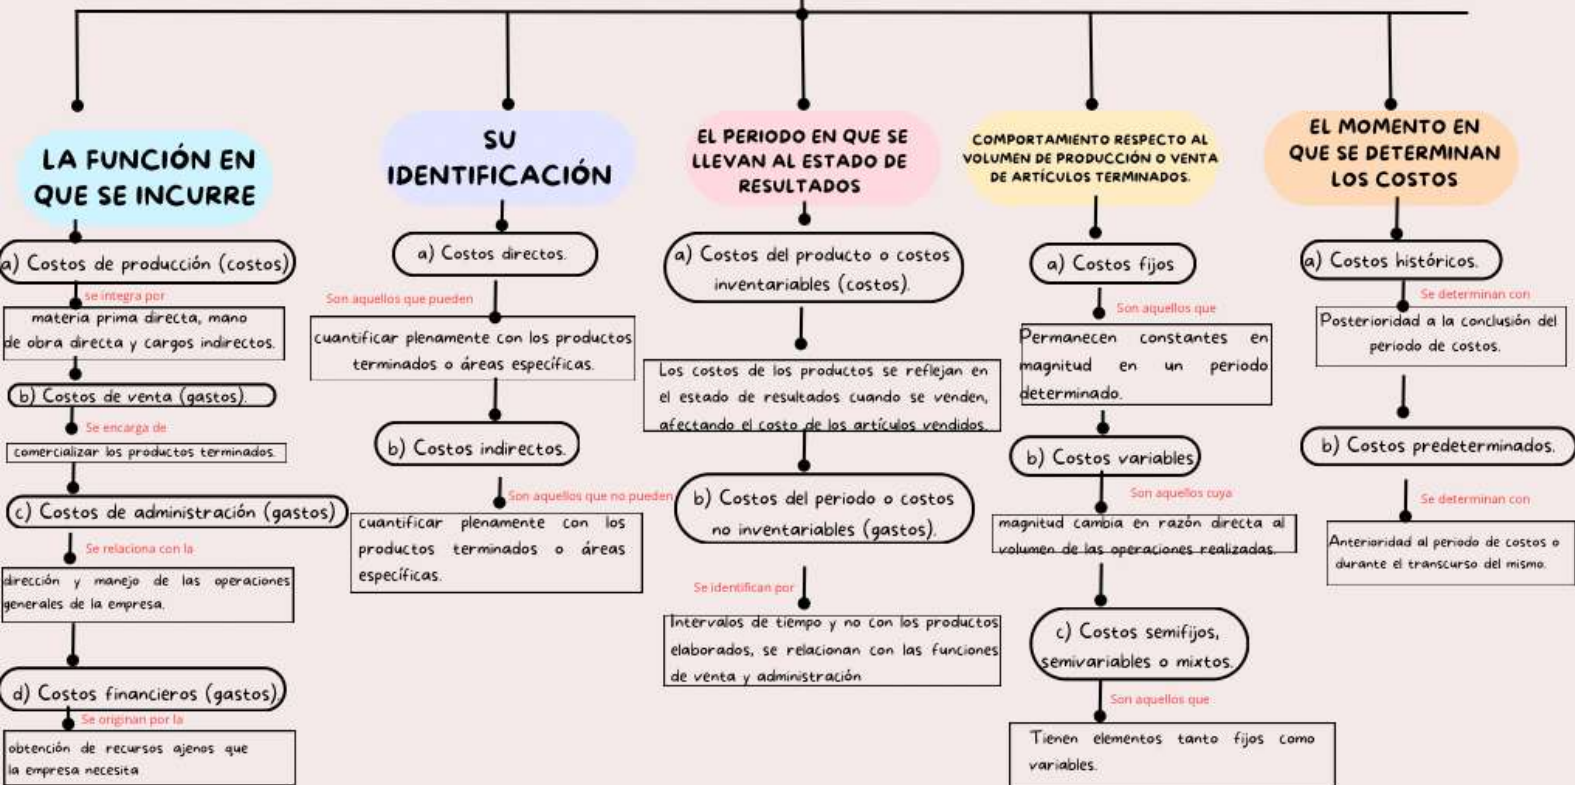 LA FUNCIÓN EN
QUE SE INCURRE
a) Costos de producción (costos)
se integra por
materia prima directa, mano
de obra directa y cargos indirectos.
b) Costos de venta (gastos).
Se encarga de
comercializar los productos terminados.
c) Costos de administración (gastos)
Se relaciona con la
dirección y manejo de las operaciones
generales de la empresa.
d) Costos financieros (gastos)
Se originan por la
obtención de recursos ajenos que
la empresa necesita
SU
IDENTIFICACIÓN
a) Costos directos.
Son aquellos que pueden
cuantificar plenamente con los productos
terminados o áreas específicas.
b) Costos indirectos.
Son aquellos que no pueden
cuantificar plenamente con los
productos terminados o áreas
específicas.
EL PERIODO EN QUE SE
LLEVAN AL ESTADO DE
RESULTADOS
a) Costos del producto o costos
inventariables (costos).
Los costos de los productos se reflejan en
el estado de resultados cuando se venden,
afectando el costo de los artículos vendidos.
b) Costos del periodo o costos
no inventariables (gastos).
Se identifican por
Intervalos de tiempo y no con los productos
elaborados, se relacionan con las funciones
de venta y administración
COMPORTAMIENTO RESPECTO AL
VOLUMEN DE PRODUCCIÓN O VENTA
DE ARTÍCULOS TERMINADOS.
a) Costos fijos
Son aquellos que
Permanecen constantes en
magnitud en un periodo
determinado.
b) Costos variables
Son aquellos cuya
magnitud cambia en razón directa al
volumen de las operaciones realizadas.
c) Costos semifijos,
semivariables o mixtos.
Son aquellos que
Tienen elementos tanto fijos como
variables.
EL MOMENTO EN
QUE SE DETERMINAN
LOS COSTOS
a) Costos históricos.
Se determinan con
Posterioridad a la conclusión del
periodo de costos.
b) Costos predeterminados.
Se determinan con
Anterioridad al periodo de costos o
durante el transcurso del mismo.